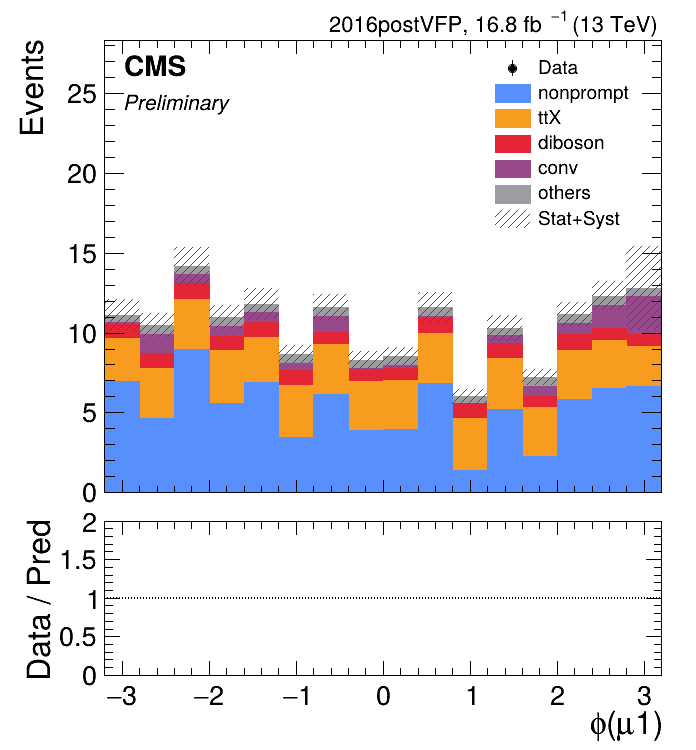 2016postVFP, 16.8 fb⁻¹ (13 TeV)
CMS
Preliminary
Events
Data
nonprompt
ttX
diboson
conv
others
Stat+Syst
25
20
15
10
5
0
Data / Pred
2
1.5
1
0.5
0
−3 −2 −1 0 1 2 3
ϕ(μ1)